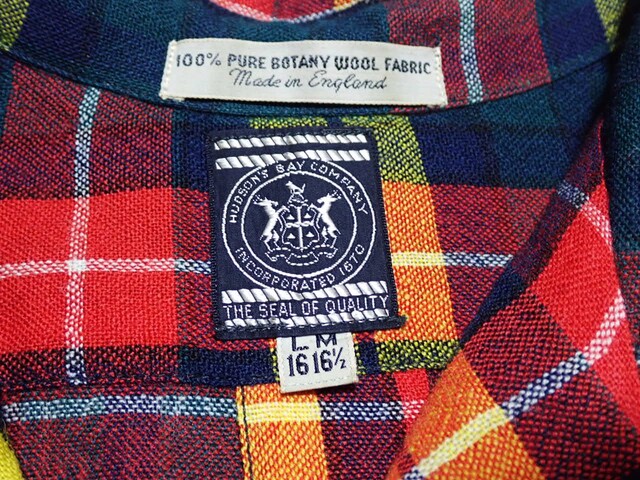 100% PURE BOTANY WOOL FABRIC
Made in England
HUDSON'S BAY COMPANY
INCORPORATED 1670
THE SEAL OF QUALITY
L M
16 16½